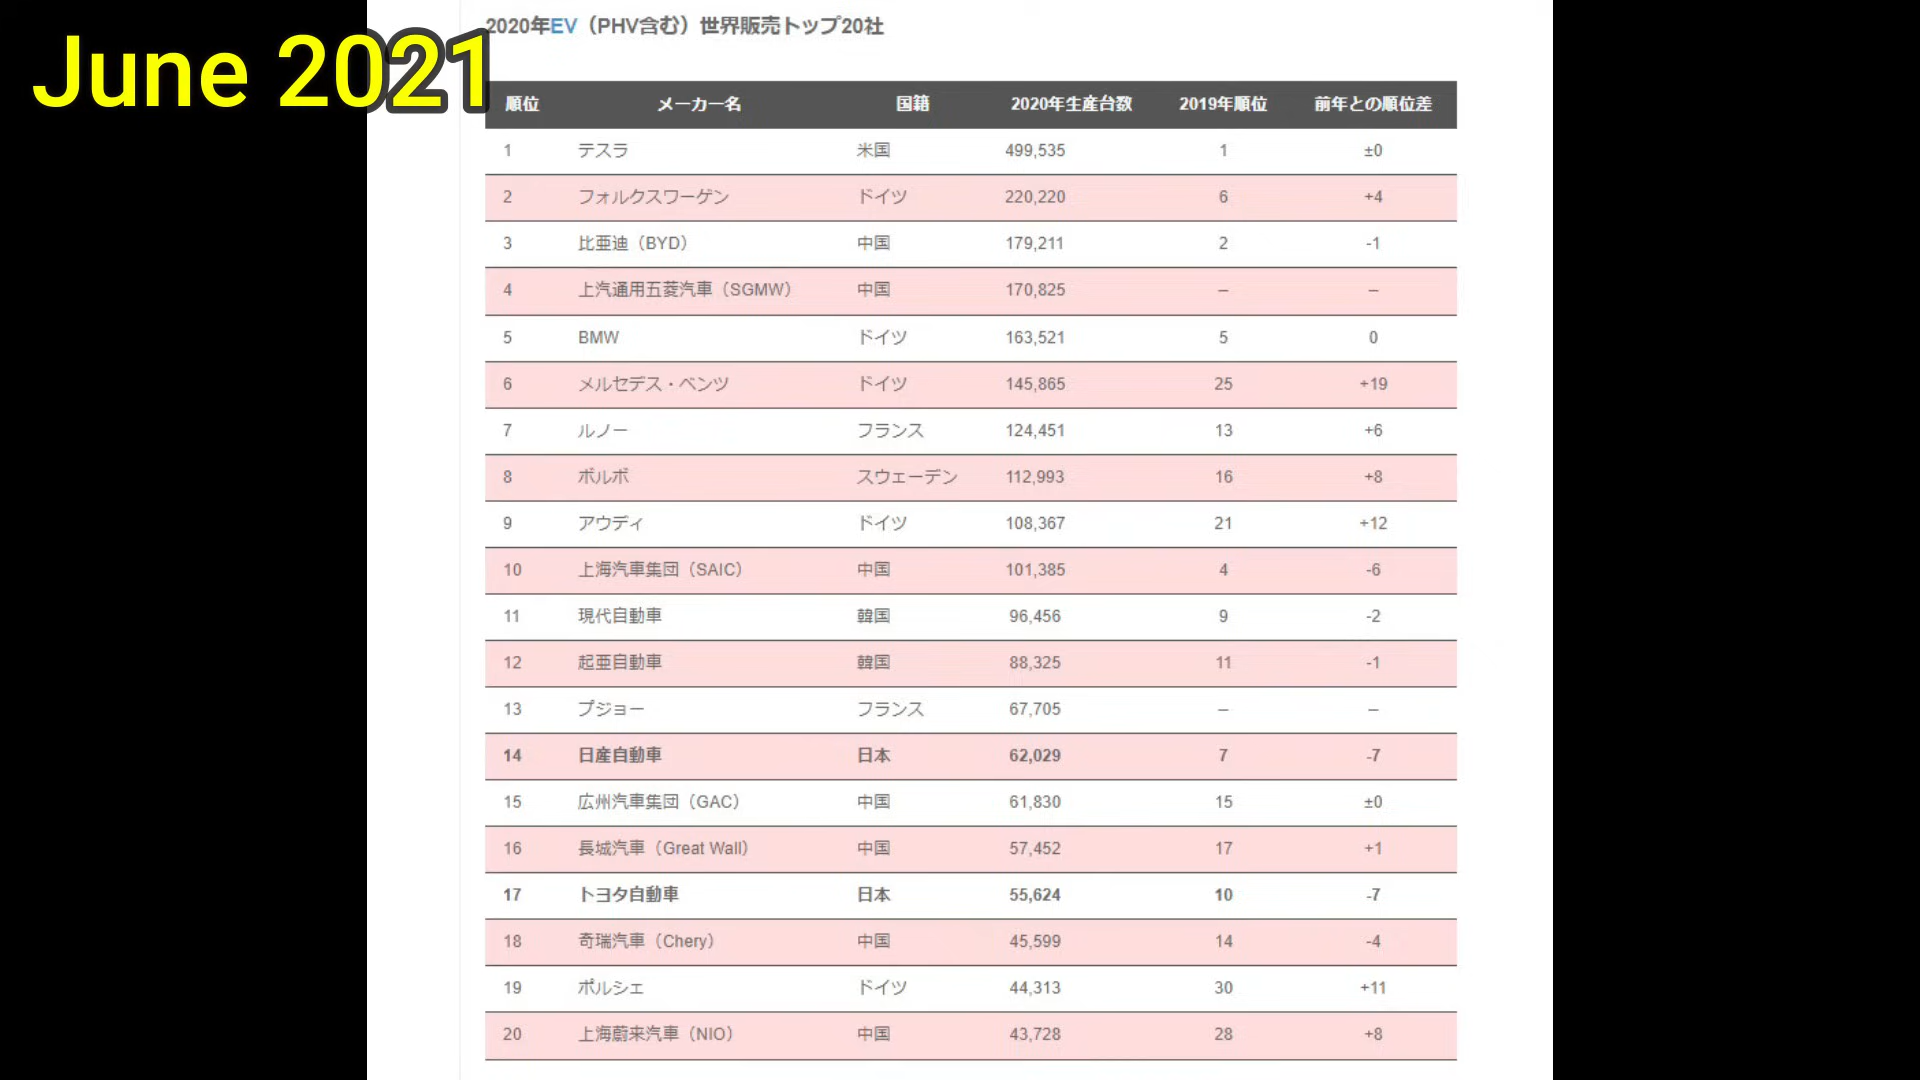 June 2021
2020年EV（PHV含む）世界販売トップ20社
順位 メーカー名 国籍 2020年生産台数 2019年順位 前年との順位差
1 テスラ 米国 499,535 1 ±0
2 フォルクスワーゲン ドイツ 220,220 6 +4
3 比亜迪（BYD） 中国 179,211 2 -1
4 上汽通用五菱汽車（SGMW） 中国 170,825 – –
5 BMW ドイツ 163,521 5 0
6 メルセデス・ベンツ ドイツ 145,865 25 +19
7 ルノー フランス 124,451 13 +6
8 ボルボ スウェーデン 112,993 16 +8
9 アウディ ドイツ 108,367 21 +12
10 上海汽車集団（SAIC） 中国 101,385 4 -6
11 現代自動車 韓国 96,456 9 -2
12 起亜自動車 韓国 88,325 11 -1
13 プジョー フランス 67,705 – –
14 日産自動車 日本 62,029 7 -7
15 広州汽車集団（GAC） 中国 61,830 15 ±0
16 長城汽車（Great Wall） 中国 57,452 17 +1
17 トヨタ自動車 日本 55,624 10 -7
18 奇瑞汽車（Chery） 中国 45,599 14 -4
19 ポルシェ ドイツ 44,313 30 +11
20 上海蔚来汽車（NIO） 中国 43,728 28 +8